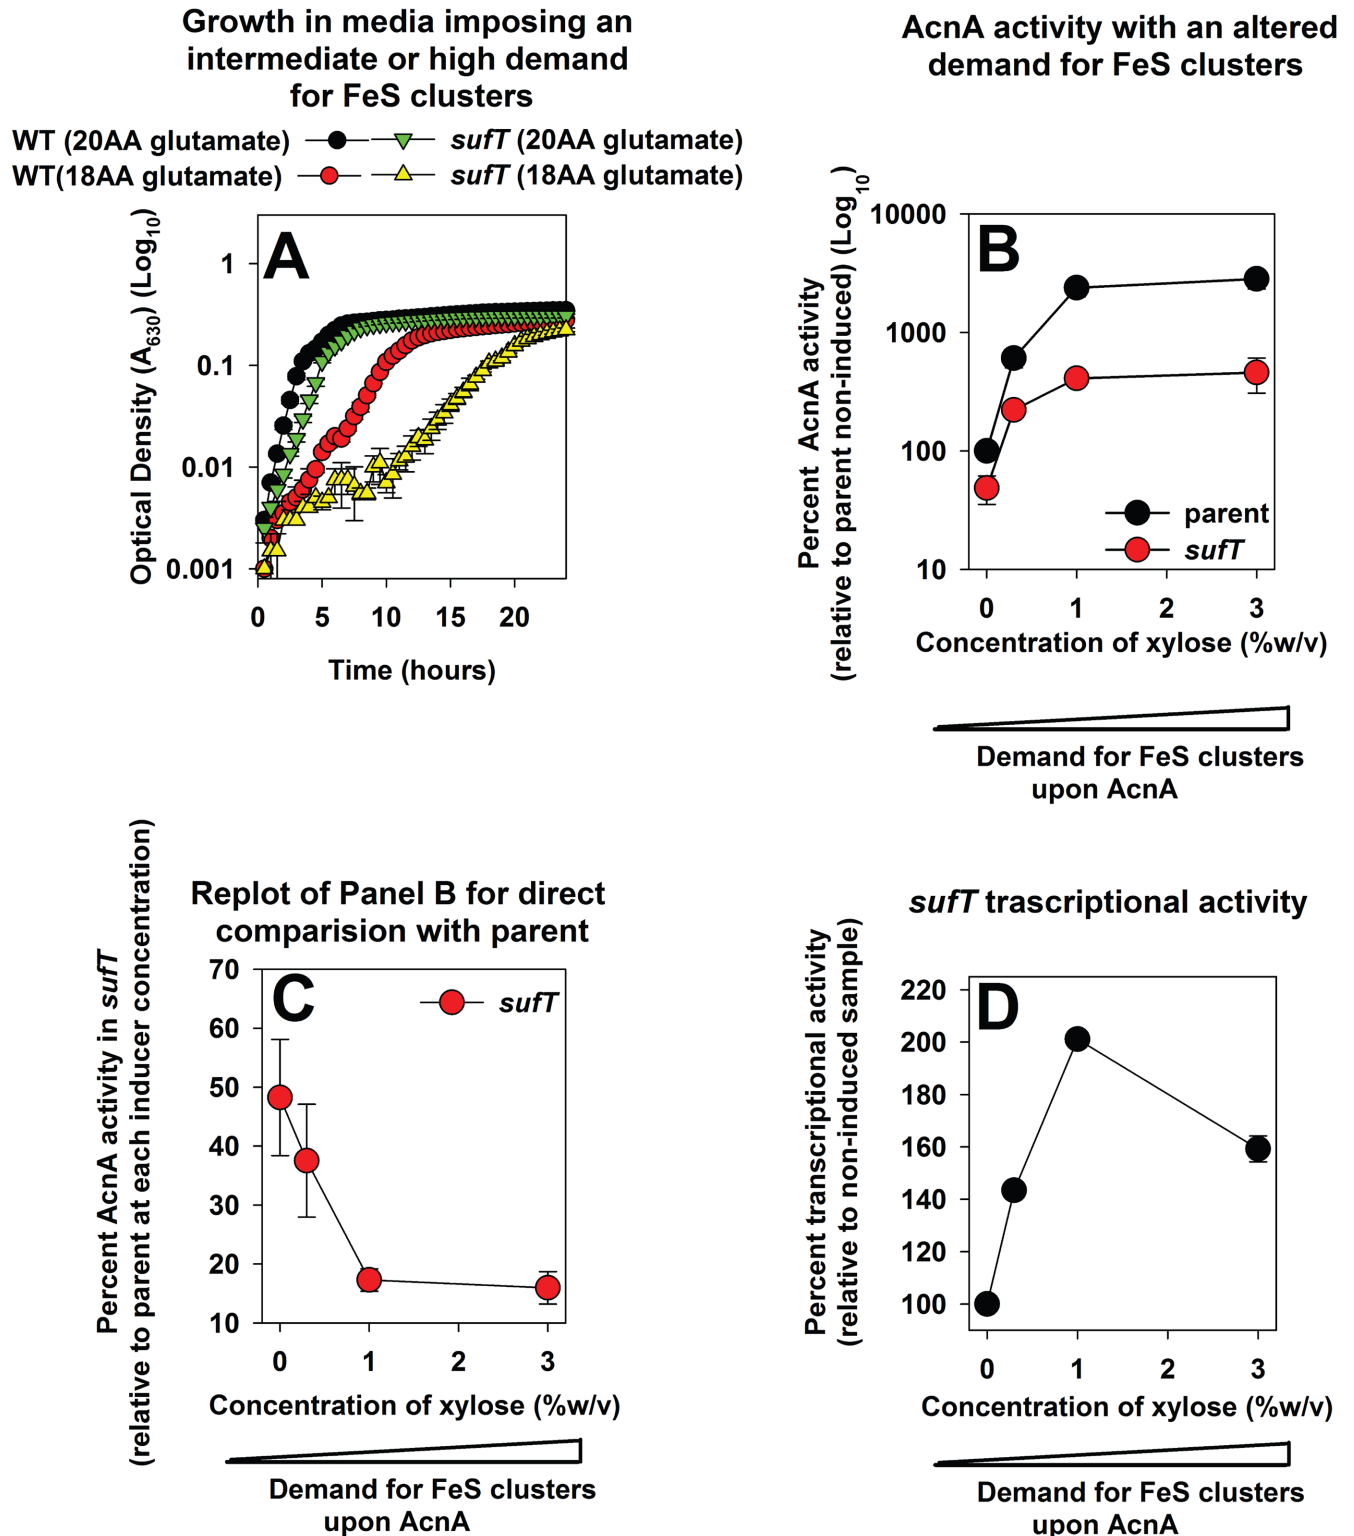 Growth in media imposing an
intermediate or high demand
for FeS clusters
WT (20AA glutamate)
sufT (20AA glutamate)
WT(18AA glutamate)
sufT (18AA glutamate)
A
Optical Density (A630) (Log10)
1
0.1
0.01
0.001
0 5 10 15 20
Time (hours)
AcnA activity with an altered
demand for FeS clusters
B
Percent AcnA activity
(relative to parent non-induced) (Log10)
10000
1000
100
10
parent
sufT
0 1 2 3
Concentration of xylose (%w/v)
Demand for FeS clusters
upon AcnA
Replot of Panel B for direct
comparision with parent
C
sufT
Percent AcnA activity in sufT
(relative to parent at each inducer concentration)
70
60
50
40
30
20
10
0 1 2 3
Concentration of xylose (%w/v)
Demand for FeS clusters
upon AcnA
sufT trascriptional activity
D
Percent transcriptional activity
(relative to non-induced sample)
220
200
180
160
140
120
100
0 1 2 3
Concentration of xylose (%w/v)
Demand for FeS clusters
upon AcnA